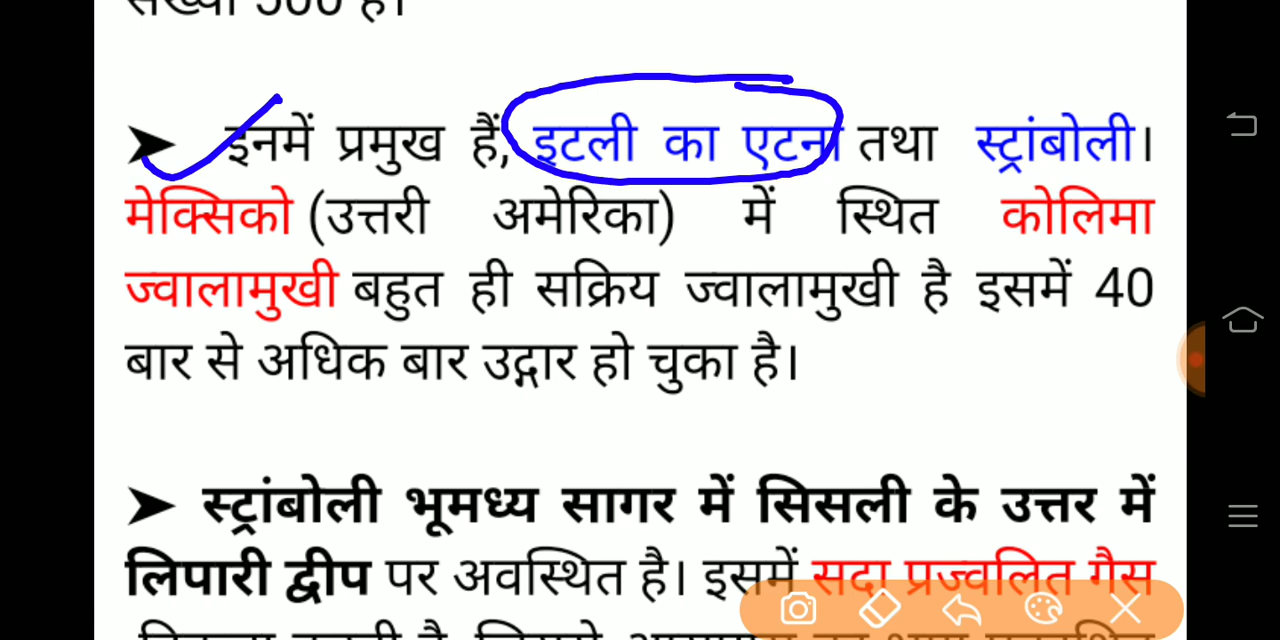 संख्या 500 है।
➤ इनमें प्रमुख हैं, इटली का एटना तथा स्ट्रांबोली।
मेक्सिको (उत्तरी अमेरिका) में स्थित कोलिमा
ज्वालामुखी बहुत ही सक्रिय ज्वालामुखी है इसमें 40
बार से अधिक बार उद्गार हो चुका है।
➤ स्ट्रांबोली भूमध्य सागर में सिसली के उत्तर में
लिपारी द्वीप पर अवस्थित है। इसमें सदा प्रज्वलित गैस